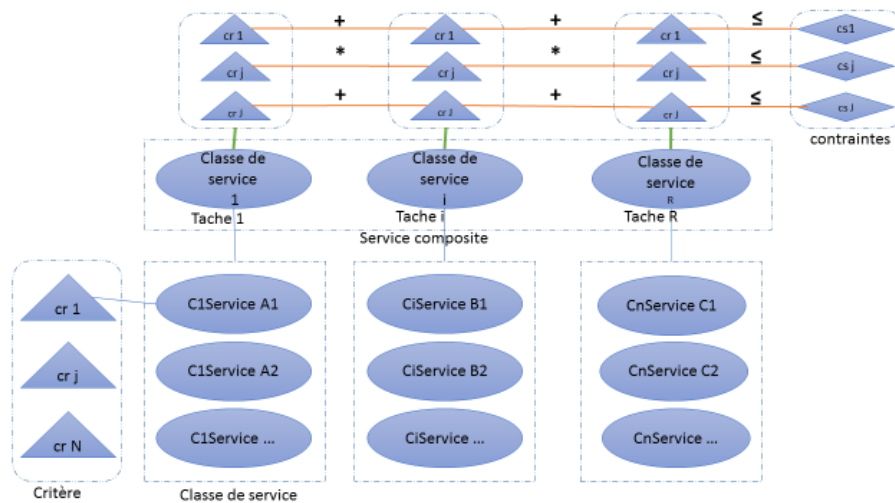 cr 1 + cr 1 + cr 1 ≤ cs1
cr j * cr j * cr j ≤ cs j
cr J + cr J + cr J ≤ cs J
contraintes
Classe de service 1
Classe de service i
Classe de service R
Tache 1
Tache i
Tache R
Service composite
cr 1
cr j
cr N
Critère
C1Service A1
C1Service A2
C1Service ...
Classe de service
CiService B1
CiService B2
CiService ...
CnService C1
CnService C2
CnService ...